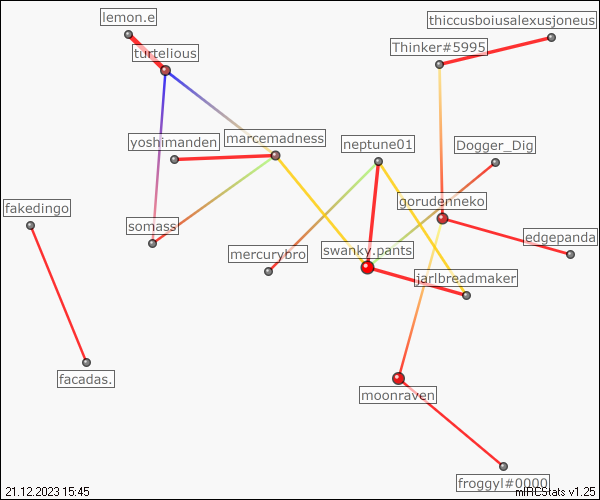 lemon.e
thiccusboiusalexusjoneus
Thinker#5995
turtelious
marcemadness
yoshimanden
neptune01
Dogger_Dig
gorudenneko
fakedingo
somass
edgepanda
swanky.pants
mercurybro
jarlbreadmaker
facadas.
moonraven
froggyl#0000
21.12.2023 15:45
mIRCStats v1.25